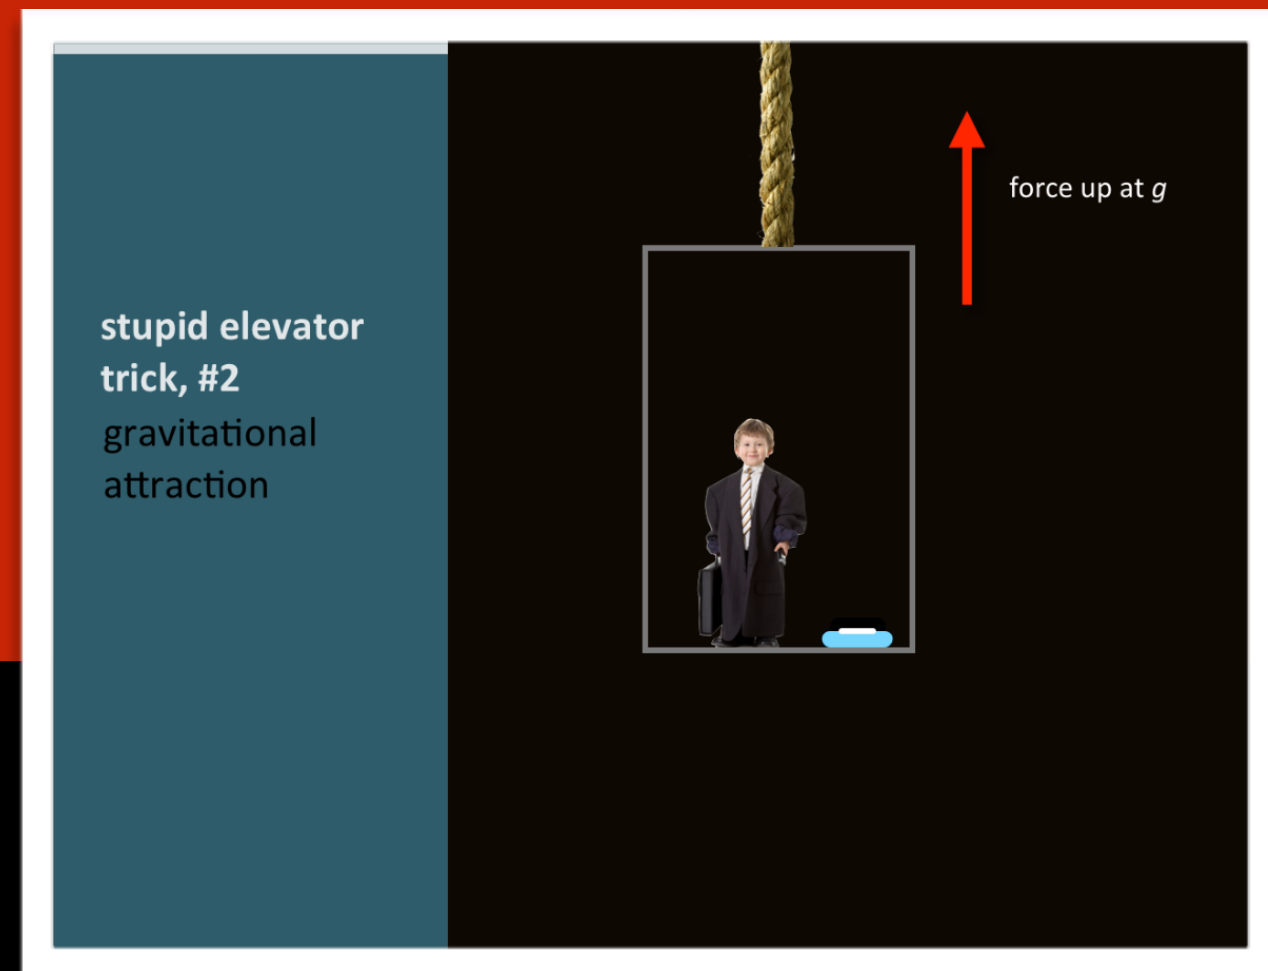 stupid elevator
trick, #2
gravitational
attraction
force up at g